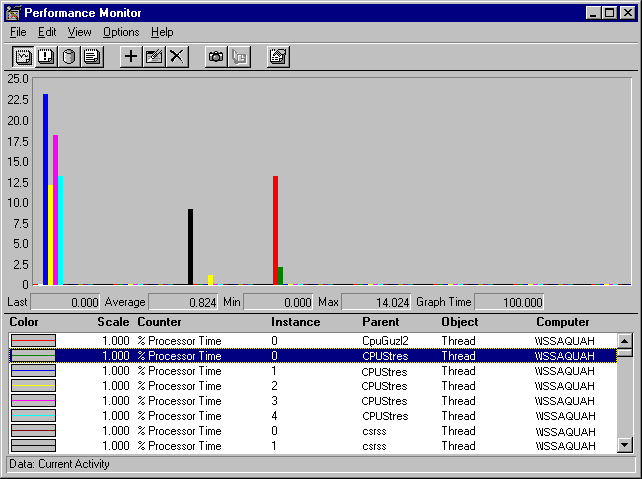 Performance Monitor
File Edit View Options Help
25.0
22.5
20.0
17.5
15.0
12.5
10.0
7.5
5.0
2.5
0
Last 0.000 Average 0.824 Min 0.000 Max 14.024 Graph Time 100.000
Color Scale Counter Instance Parent Object Computer
1.000 % Processor Time 0 CpuGuzl2 Thread WSSAQUAH
1.000 % Processor Time 0 CPUStres Thread WSSAQUAH
1.000 % Processor Time 1 CPUStres Thread WSSAQUAH
1.000 % Processor Time 2 CPUStres Thread WSSAQUAH
1.000 % Processor Time 3 CPUStres Thread WSSAQUAH
1.000 % Processor Time 4 CPUStres Thread WSSAQUAH
1.000 % Processor Time 0 csrss Thread WSSAQUAH
1.000 % Processor Time 1 csrss Thread WSSAQUAH
Data: Current Activity